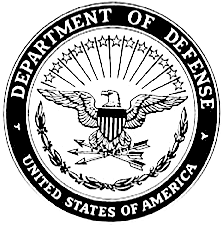 DEPARTMENT OF DEFENSE
UNITED STATES OF AMERICA